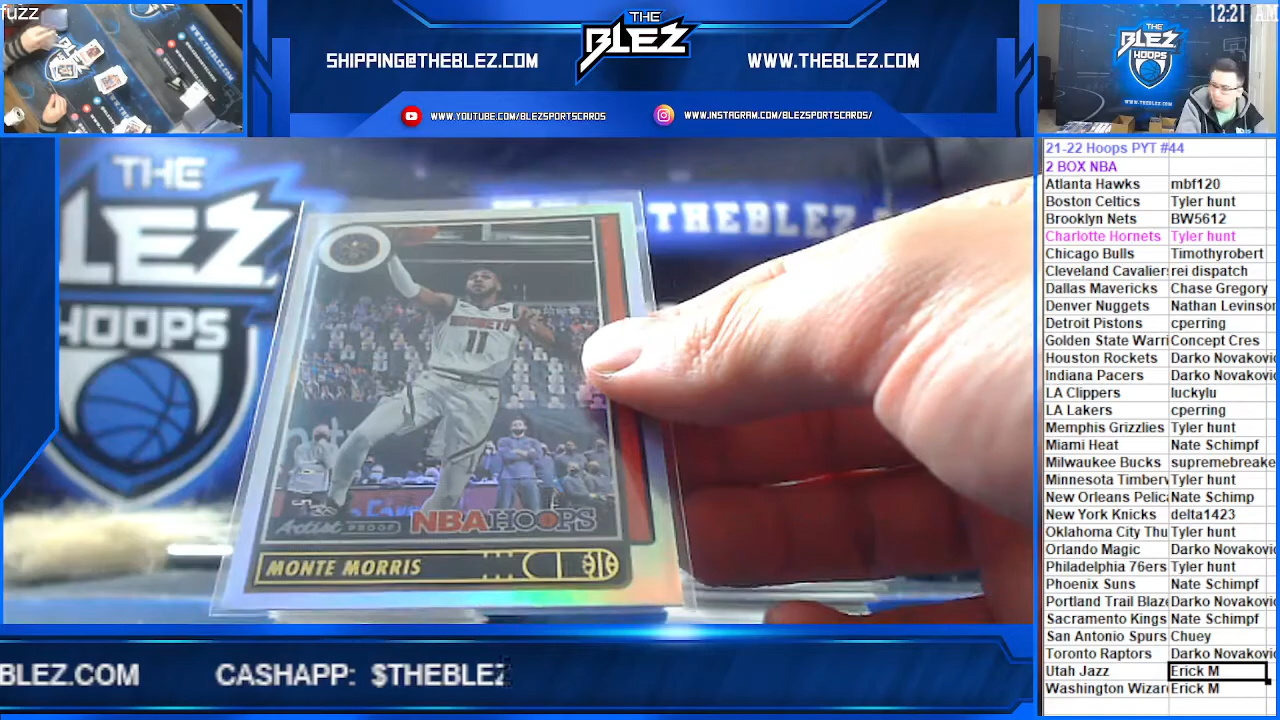 fuzz
SHIPPING@THEBLEZ.COM
THE
BLEZ
WWW.THEBLEZ.COM
WWW.YOUTUBE.COM/BLEZSPORTSCARDS
WWW.INSTAGRAM.COM/BLEZSPORTSCARDS/
12:21 AM
THE
BLEZ
HOOPS
THE
BLEZ
HOOPS
THEBLEZ
NUGGETS
11
Artist PROOF
NBA HOOPS
MONTE MORRIS
21-22 Hoops PYT #44
2 BOX NBA
Atlanta Hawks mbf120
Boston Celtics Tyler hunt
Brooklyn Nets BW5612
Charlotte Hornets Tyler hunt
Chicago Bulls Timothyrobert
Cleveland Cavalier rei dispatch
Dallas Mavericks Chase Gregory
Denver Nuggets Nathan Levinson
Detroit Pistons cperring
Golden State Warri Concept Cres
Houston Rockets Darko Novakovic
Indiana Pacers Darko Novakovic
LA Clippers luckylu
LA Lakers cperring
Memphis Grizzlies Tyler hunt
Miami Heat Nate Schimpf
Milwaukee Bucks supremebreake
Minnesota Timberv Tyler hunt
New Orleans Pelica Nate Schimp
New York Knicks delta1423
Oklahoma City Thu Tyler hunt
Orlando Magic Darko Novakovic
Philadelphia 76ers Tyler hunt
Phoenix Suns Nate Schimpf
Portland Trail Blaze Darko Novakovic
Sacramento Kings Nate Schimpf
San Antonio Spurs Chuey
Toronto Raptors Darko Novakovic
Utah Jazz Erick M
Washington Wizar Erick M
BLEZ.COM CASHAPP: $THEBLEZ